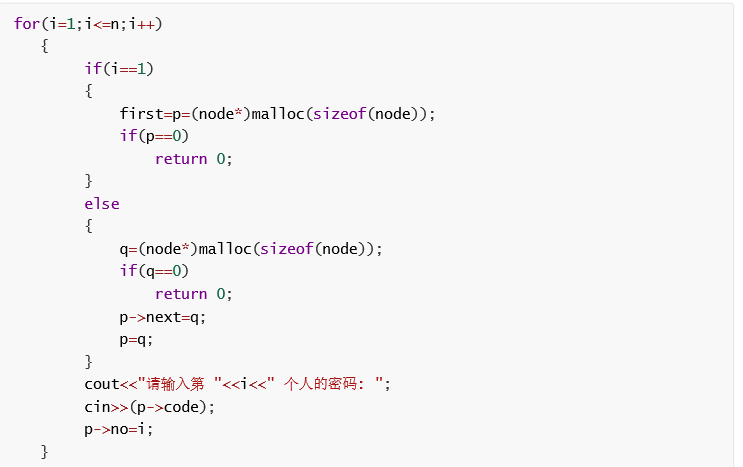 for(i=1;i<=n;i++)
{
if(i==1)
{
first=p=(node*)malloc(sizeof(node));
if(p==0)
return 0;
}
else
{
q=(node*)malloc(sizeof(node));
if(q==0)
return 0;
p->next=q;
p=q;
}
cout<<"请输入第 "<<i<<" 个人的密码: ";
cin>>(p->code);
p->no=i;
}